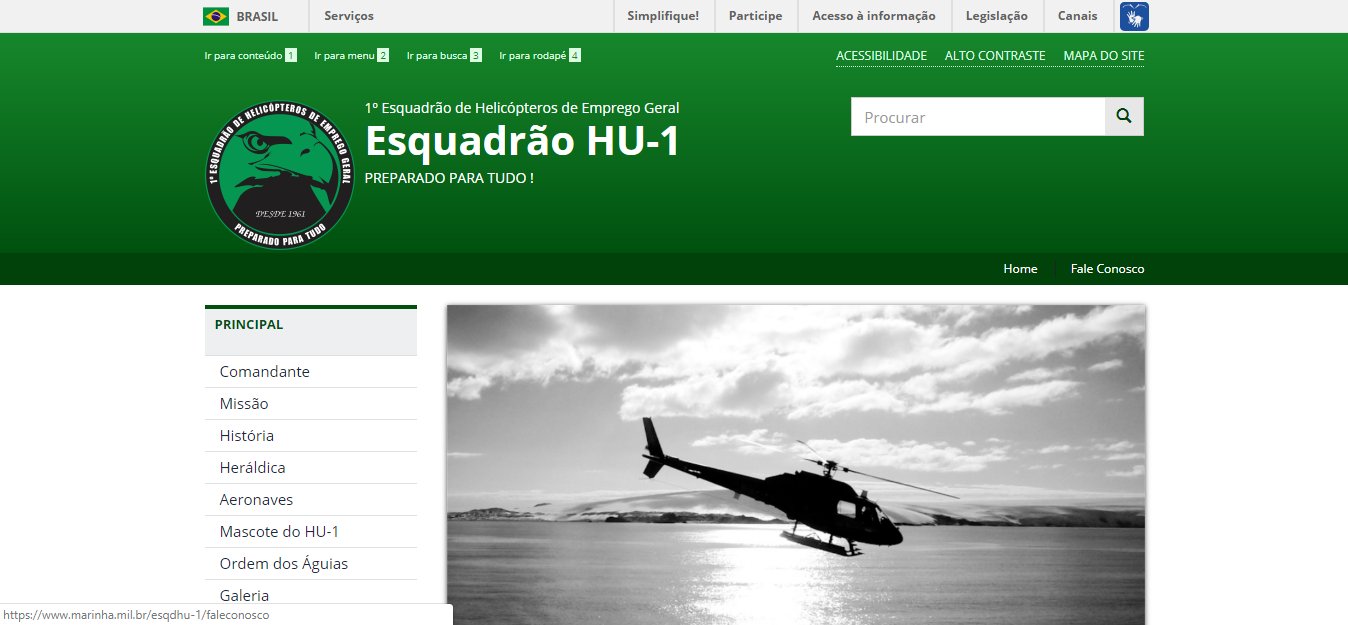 BRASIL
Serviços
Simplifique!
Participe
Acesso à informação
Legislação
Canais
Ir para conteúdo 1
Ir para menu 2
Ir para busca 3
Ir para rodapé 4
ACESSIBILIDADE
ALTO CONTRASTE
MAPA DO SITE
1º ESQUADRÃO DE HELICÓPTEROS DE EMPREGO GERAL
DESDE 1961
PREPARADO PARA TUDO
1º Esquadrão de Helicópteros de Emprego Geral
Esquadrão HU-1
PREPARADO PARA TUDO !
Procurar
Home
Fale Conosco
PRINCIPAL
Comandante
Missão
História
Heráldica
Aeronaves
Mascote do HU-1
Ordem dos Águias
Galeria
https://www.marinha.mil.br/esqdhu-1/faleconosco